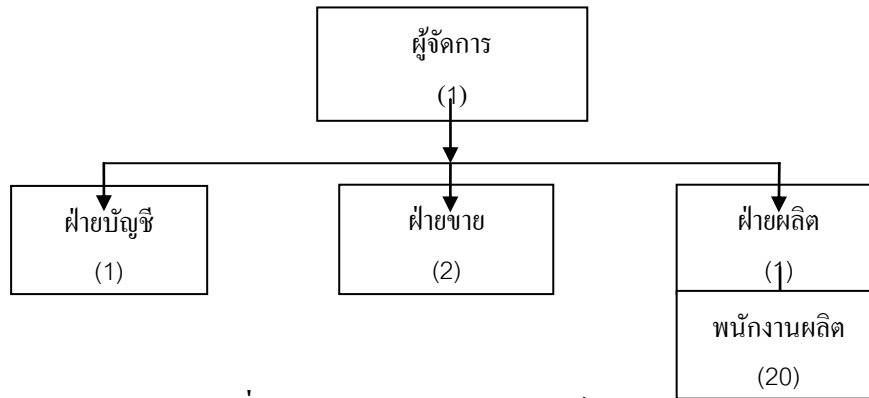 ผู้จัดการ
(1)
ฝ่ายบัญชี
(1)
ฝ่ายขาย
(2)
ฝ่ายผลิต
(1)
พนักงานผลิต
(20)